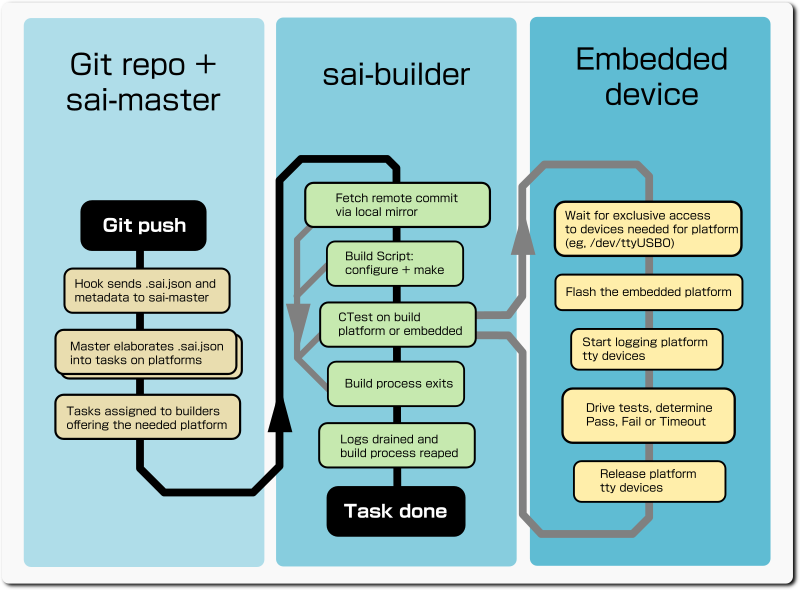 Git repo +
sai-master
Git push
Hook sends .sai.json and
metadata to sai-master
Master elaborates .sai.json
into tasks on platforms
Tasks assigned to builders
offering the needed platform
sai-builder
Fetch remote commit
via local mirror
Build Script:
configure + make
CTest on build
platform or embedded
Build process exits
Logs drained and
build process reaped
Task done
Embedded
device
Wait for exclusive access
to devices needed for platform
(eg, /dev/ttyUSB0)
Flash the embedded platform
Start logging platform
tty devices
Drive tests, determine
Pass, Fail or Timeout
Release platform
tty devices